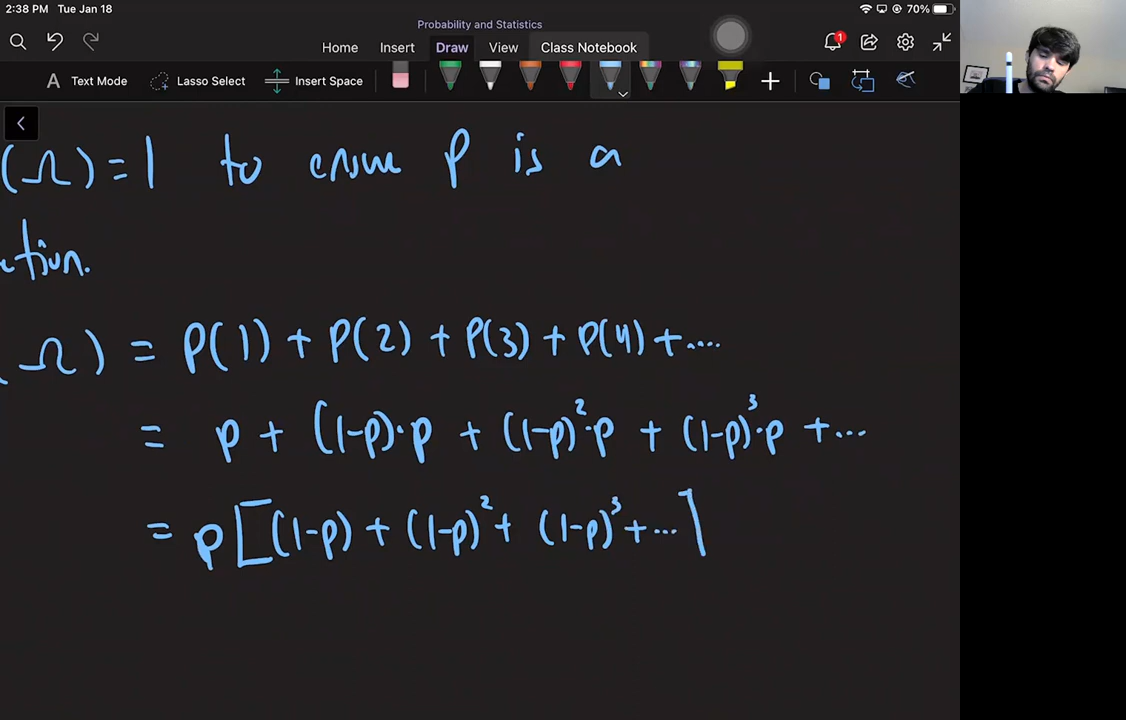 2:38 PM Tue Jan 18
70%
Probability and Statistics
Home Insert Draw View Class Notebook
1
A Text Mode Lasso Select Insert Space
(Ω) = 1 to ensure P is a
ction.
Ω) = P(1) + P(2) + P(3) + P(4) + ....
= p + (1-p)·p + (1-p)²·p + (1-p)³·p + ...
= p[(1-p) + (1-p)² + (1-p)³ + ...]